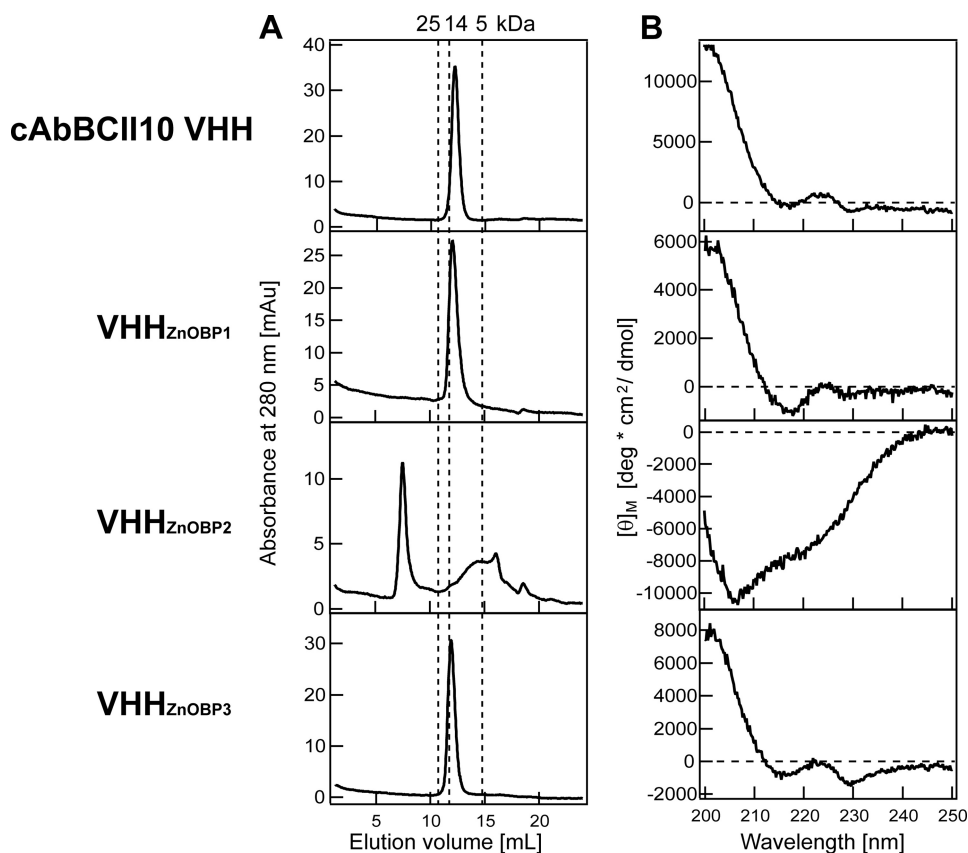 A
B
25 14 5 kDa
cAbBCII10 VHH
VHHZnOBP1
VHHZnOBP2
VHHZnOBP3
Absorbance at 280 nm [mAu]
40
30
20
10
0
25
20
15
10
5
0
10
5
0
30
20
10
0
5 10 15 20
Elution volume [mL]
[θ]M [deg * cm2/ dmol]
10000
5000
0
6000
4000
2000
0
0
-2000
-4000
-6000
-8000
-10000
8000
6000
4000
2000
0
-2000
200 210 220 230 240 250
Wavelength [nm]